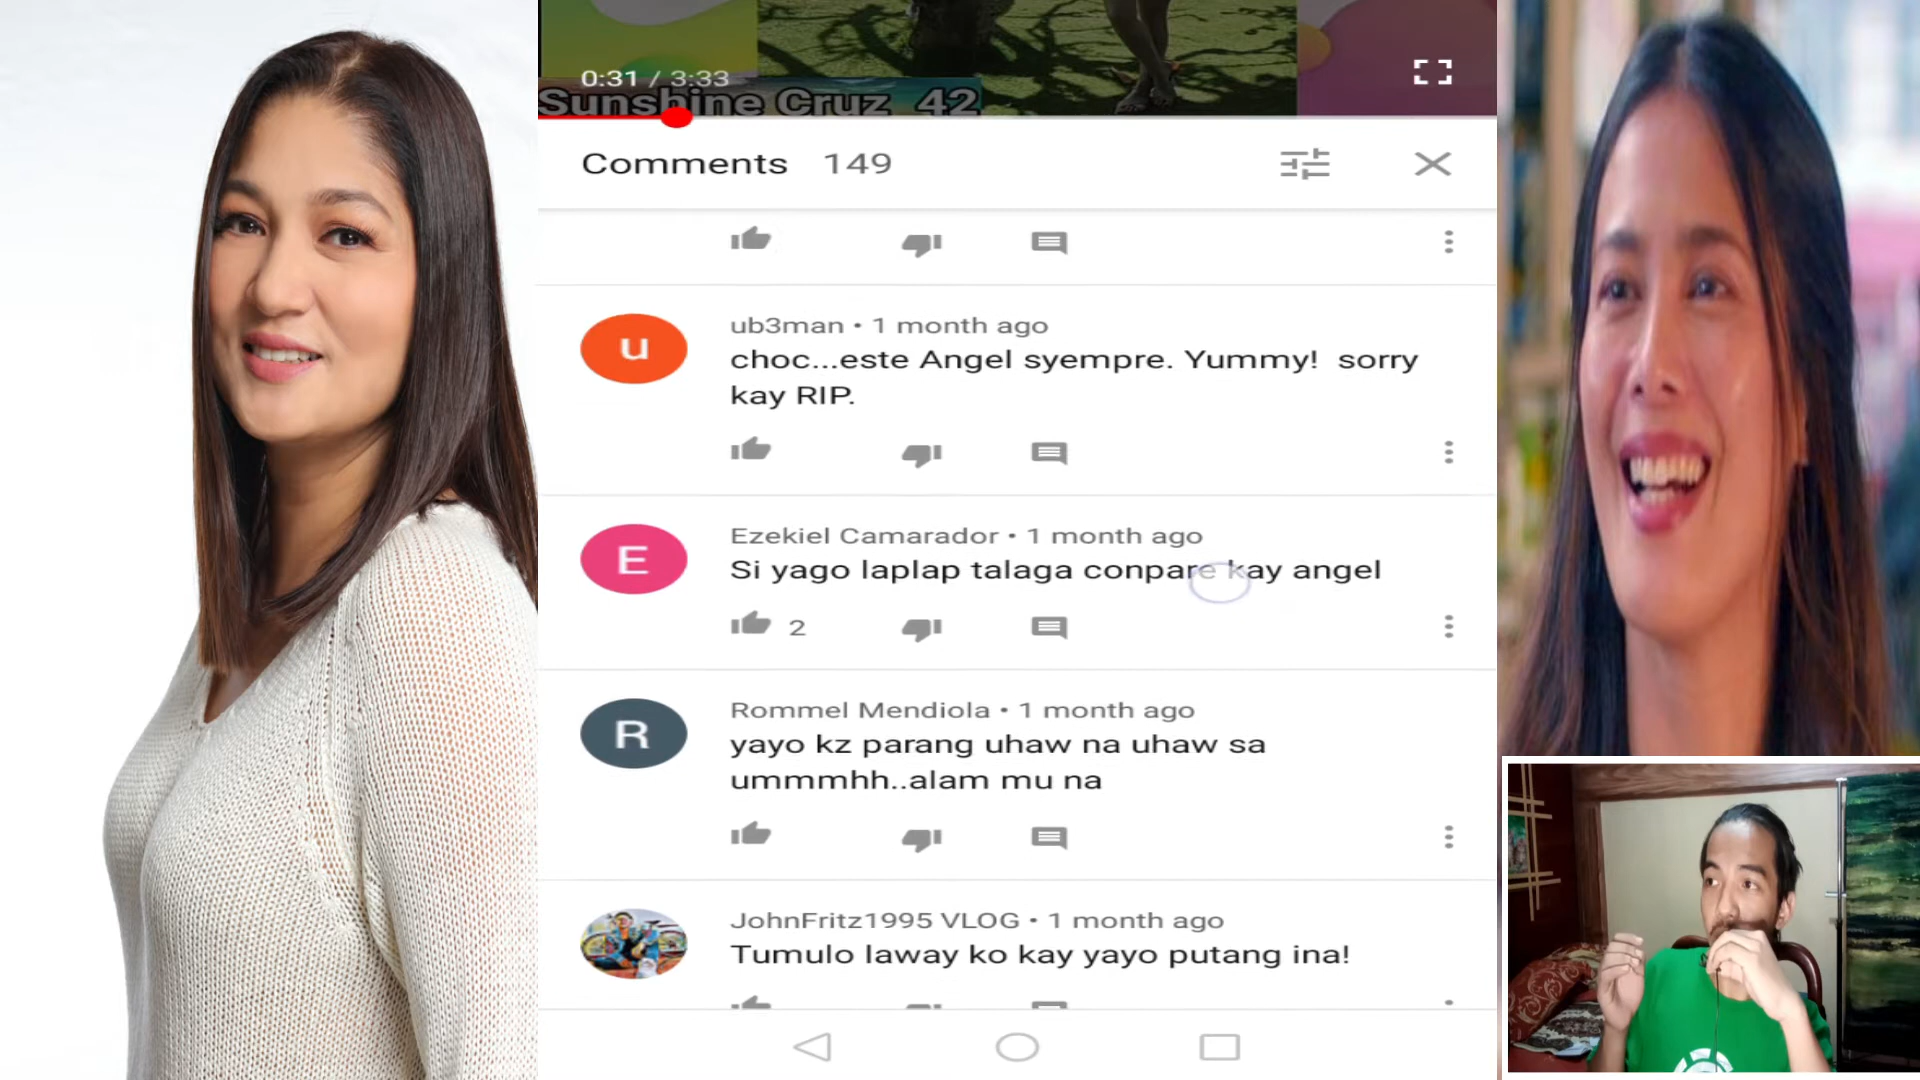 0:31 / 3:33
Sunshine Cruz 42
Comments 149
ub3man • 1 month ago
choc...este Angel syempre. Yummy! sorry
kay RIP.
Ezekiel Camarador • 1 month ago
Si yago laplap talaga conpare kay angel
2
Rommel Mendiola • 1 month ago
yayo kz parang uhaw na uhaw sa
ummmhh..alam mu na
JohnFritz1995 VLOG • 1 month ago
Tumulo laway ko kay yayo putang ina!
u
E
R